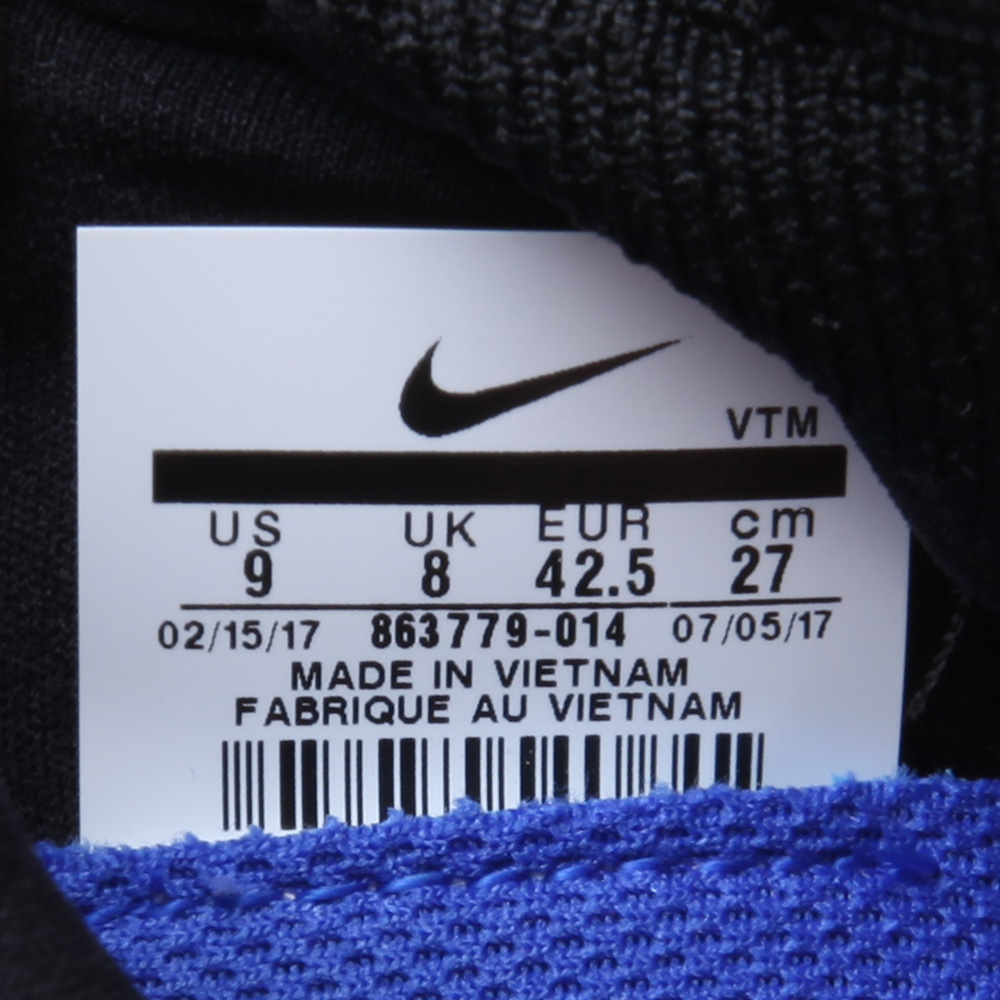 VTM
US UK EUR cm
9 8 42.5 27
02/15/17 863779-014 07/05/17
MADE IN VIETNAM
FABRIQUE AU VIETNAM